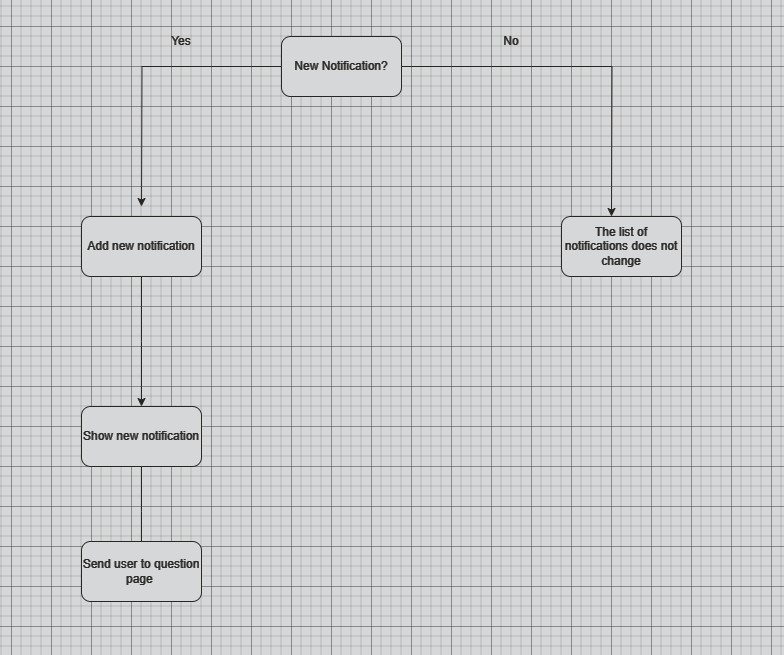 Yes
No
New Notification?
Add new notification
The list of
notifications does not
change
Show new notification
Send user to question
page